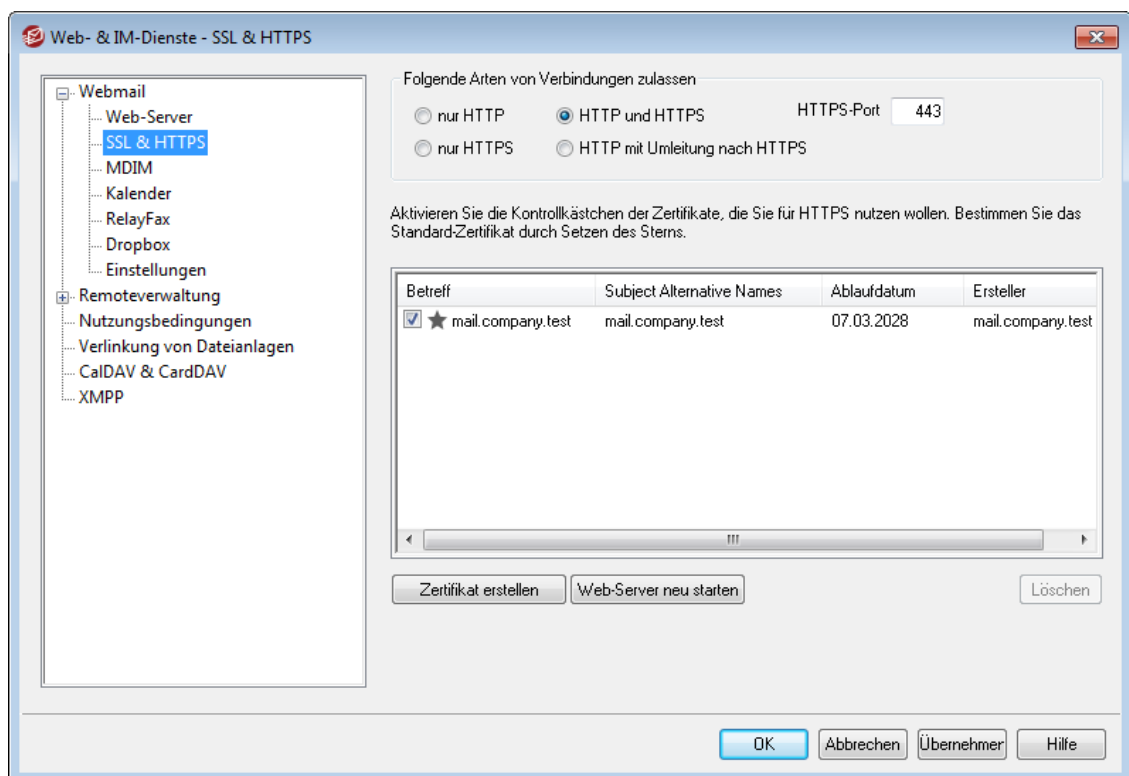 Web- & IM-Dienste - SSL & HTTPS
Webmail
Web-Server
SSL & HTTPS
MDIM
Kalender
RelayFax
Dropbox
Einstellungen
Remoteverwaltung
Nutzungsbedingungen
Verlinkung von Dateianlagen
CalDAV & CardDAV
XMPP
Folgende Arten von Verbindungen zulassen
nur HTTP HTTP und HTTPS HTTPS-Port 443
nur HTTPS HTTP mit Umleitung nach HTTPS
Aktivieren Sie die Kontrollkästchen der Zertifikate, die Sie für HTTPS nutzen wollen. Bestimmen Sie das
Standard-Zertifikat durch Setzen des Sterns.
Betreff Subject Alternative Names Ablaufdatum Ersteller
mail.company.test mail.company.test 07.03.2028 mail.company.test
Zertifikat erstellen Web-Server neu starten Löschen
OK Abbrechen Übernehmer Hilfe